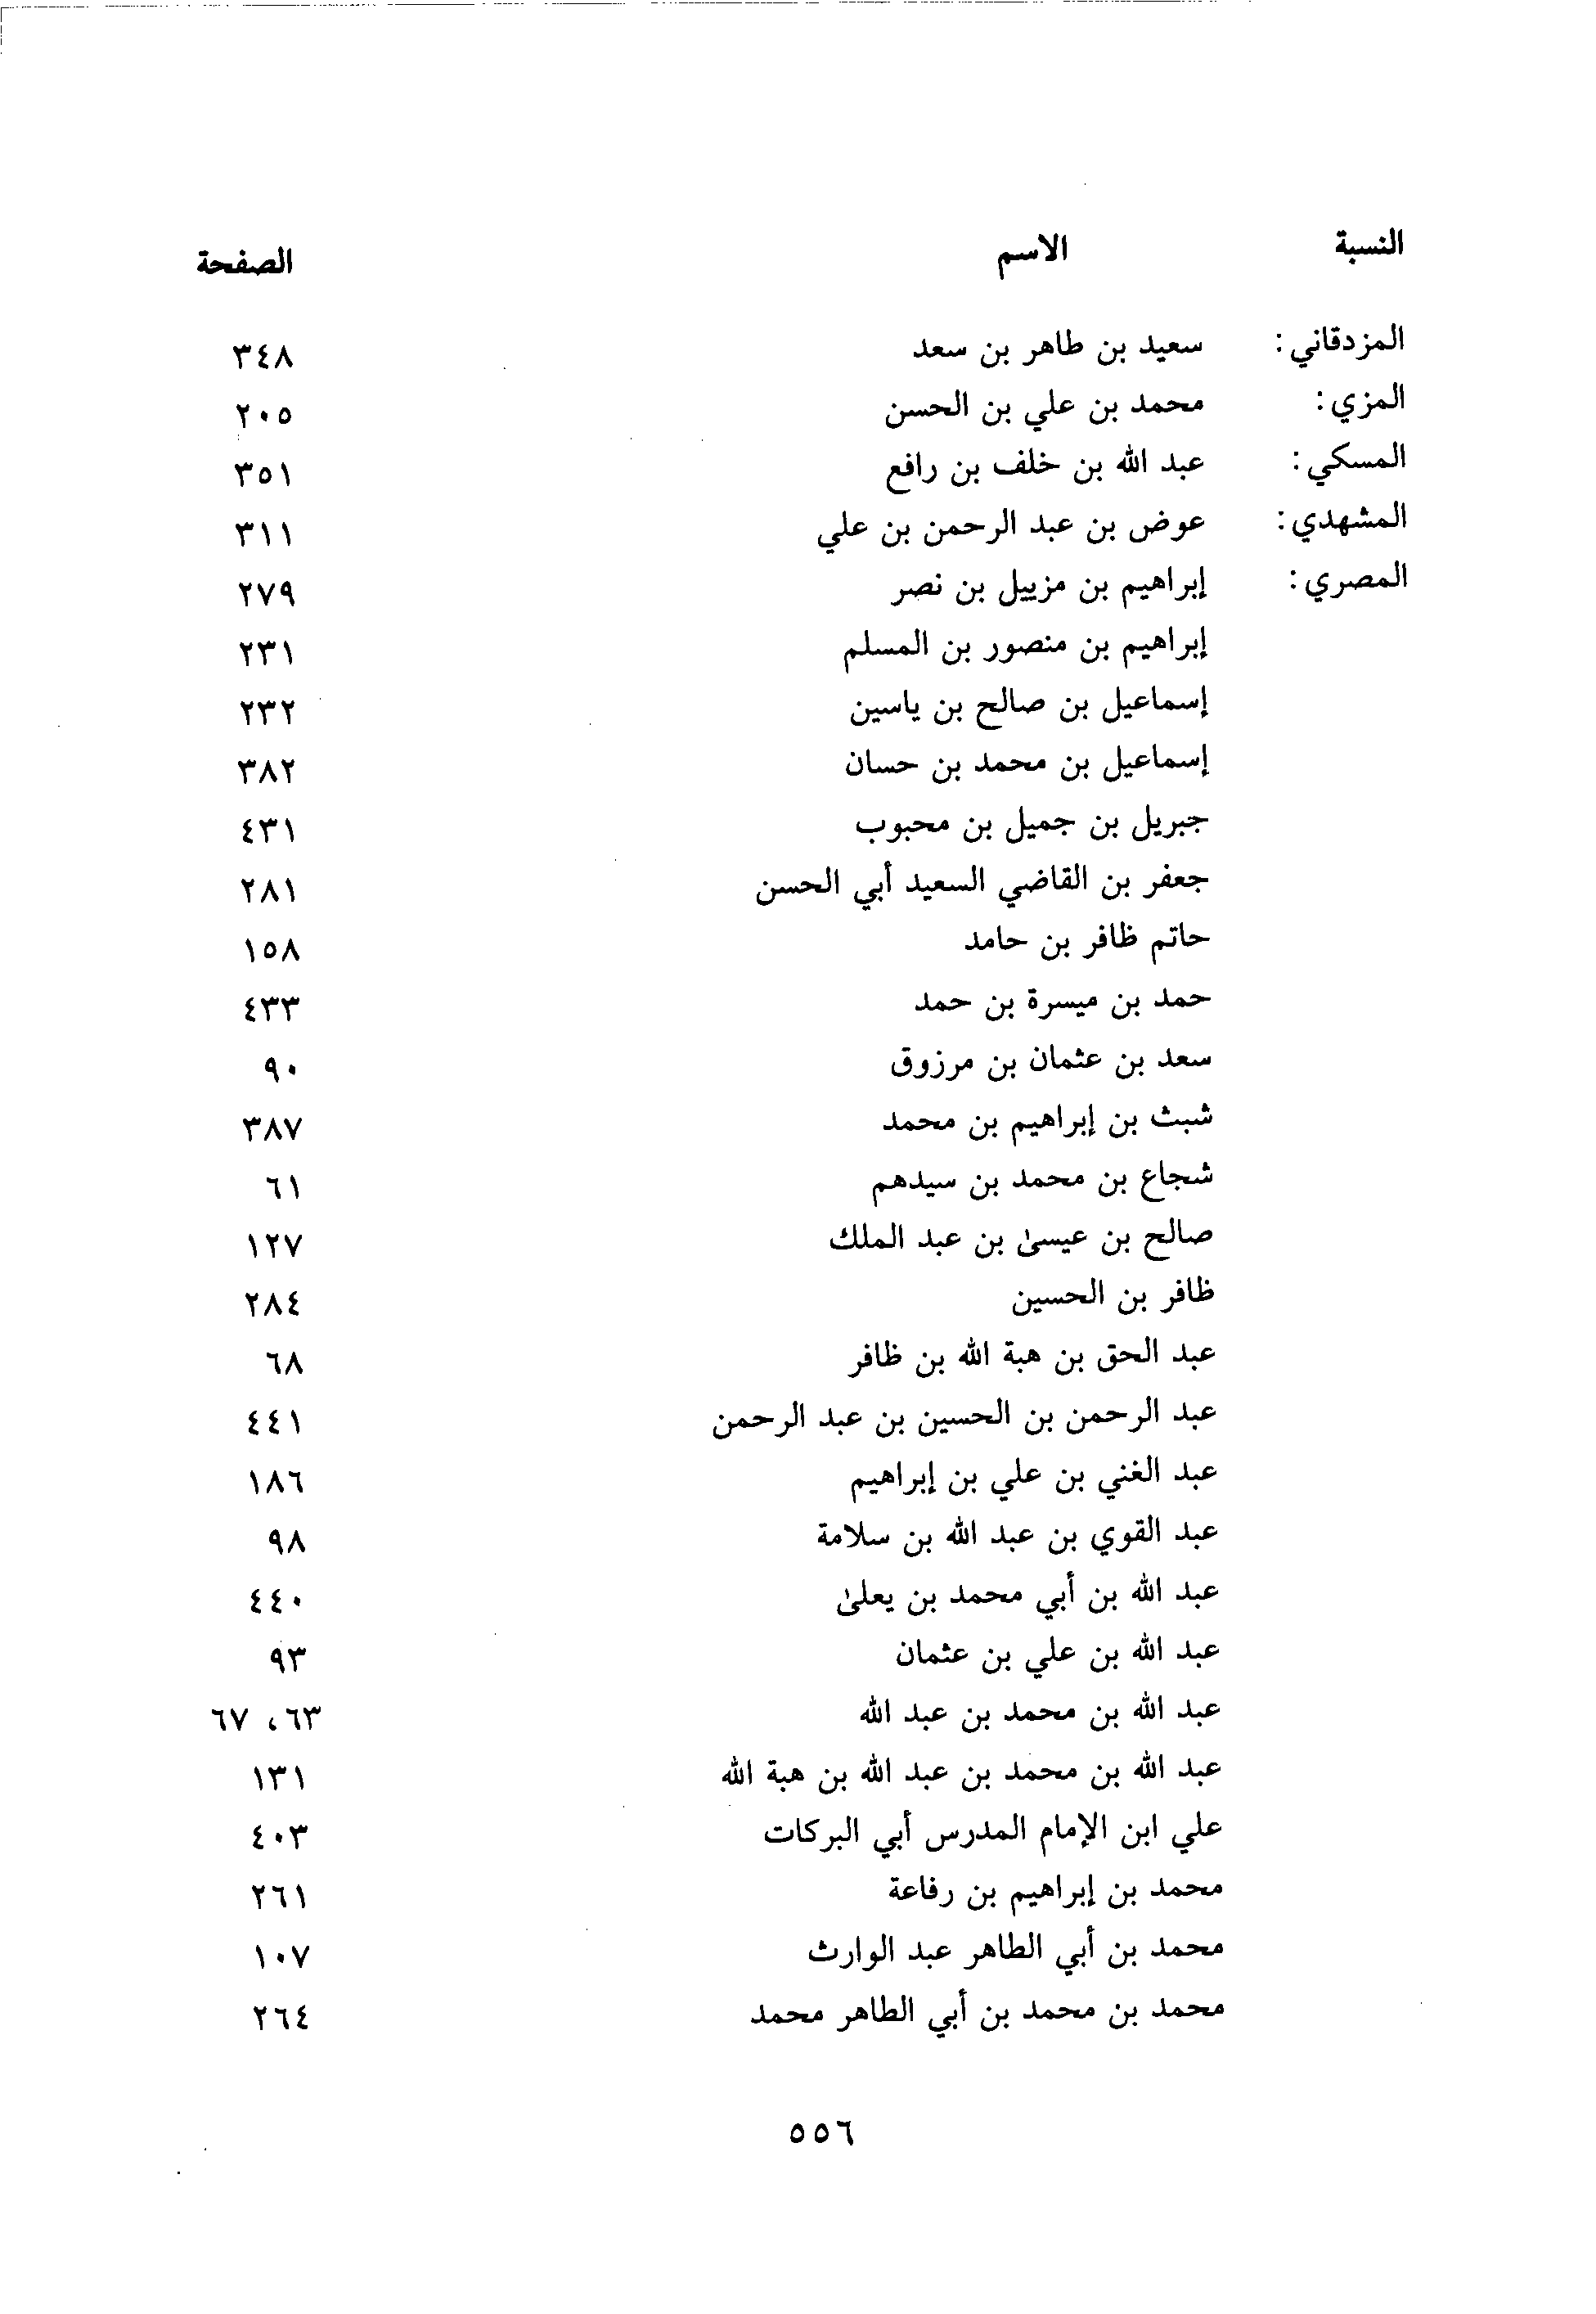 النسبة الاسم الصفحة
المزدقاني: سعيد بن طاهر بن سعد ٣٤٨
المزي: محمد بن علي بن الحسن ٢٠٥
المسكي: عبد الله بن خلف بن رافع ٣٥١
المشهدي: عوض بن عبد الرحمن بن علي ٣١١
المصري: إبراهيم بن مزيبل بن نصر ٢٧٩
إبراهيم بن منصور بن المسلم ٢٣١
إسماعيل بن صالح بن ياسين ٢٣٢
إسماعيل بن محمد بن حسان ٣٨٢
جبريل بن جميل بن محبوب ٤٣١
جعفر بن القاضي السعيد أبي الحسن ٢٨١
حاتم ظافر بن حامد ١٥٨
حمد بن ميسرة بن حمد ٤٣٣
سعد بن عثمان بن مرزوق ٩٠
شبث بن إبراهيم بن محمد ٣٨٧
شجاع بن محمد بن سيدهم ٦١
صالح بن عيسىٰ بن عبد الملك ١٢٧
ظافر بن الحسين ٢٨٤
عبد الحق بن هبة الله بن ظافر ٦٨
عبد الرحمن بن الحسين بن عبد الرحمن ٤٤١
عبد الغني بن علي بن إبراهيم ١٨٦
عبد القوي بن عبد الله بن سلامة ٩٨
عبد الله بن أبي محمد بن يعلىٰ ٤٤٠
عبد الله بن علي بن عثمان ٩٣
عبد الله بن محمد بن عبد الله ٦٣، ٦٧
عبد الله بن محمد بن عبد الله بن هبة الله ١٣١
علي ابن الإمام المدرس أبي البركات ٤٠٣
محمد بن إبراهيم بن رفاعة ٢٦١
محمد بن أبي الطاهر عبد الوارث ١٠٧
محمد بن محمد بن أبي الطاهر محمد ٢٦٤
٥٥٦